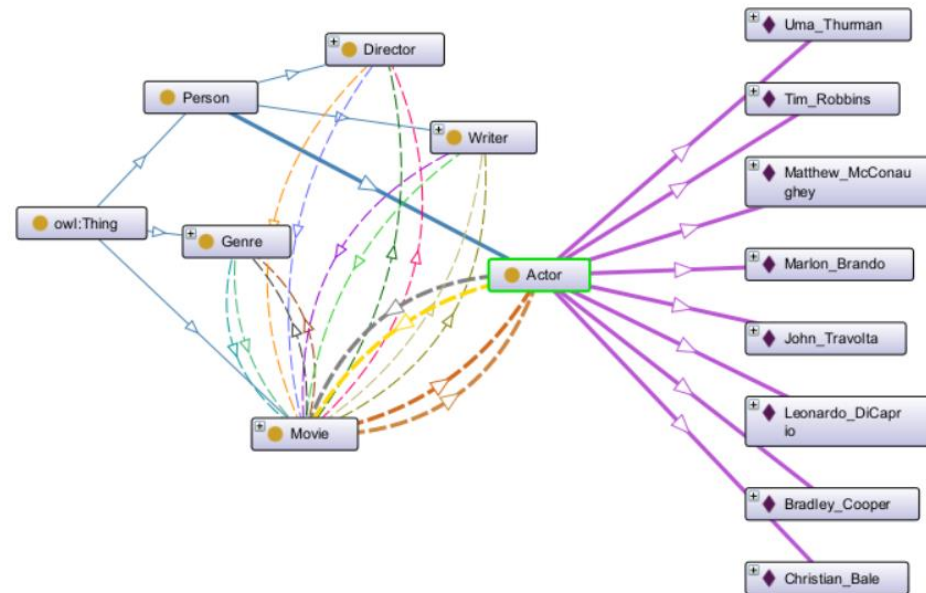 Uma_Thurman
Director
Person
Tim_Robbins
Writer
Matthew_McConau
ghey
owl:Thing
Genre
Actor
Marlon_Brando
John_Travolta
Leonardo_DiCapr
io
Movie
Bradley_Cooper
Christian_Bale